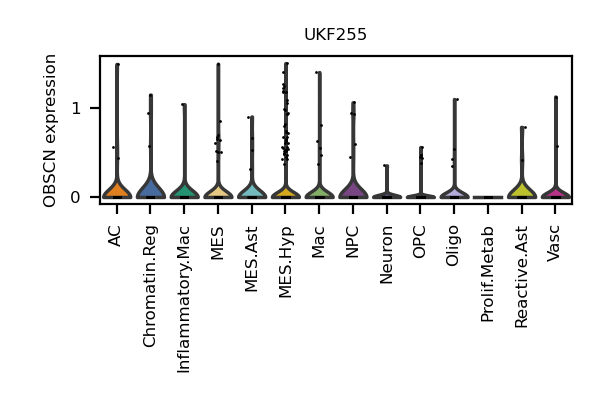 UKF255
OBSCN expression
1
0
AC
Chromatin.Reg
Inflammatory.Mac
MES
MES.Ast
MES.Hyp
Mac
NPC
Neuron
OPC
Oligo
Prolif.Metab
Reactive.Ast
Vasc